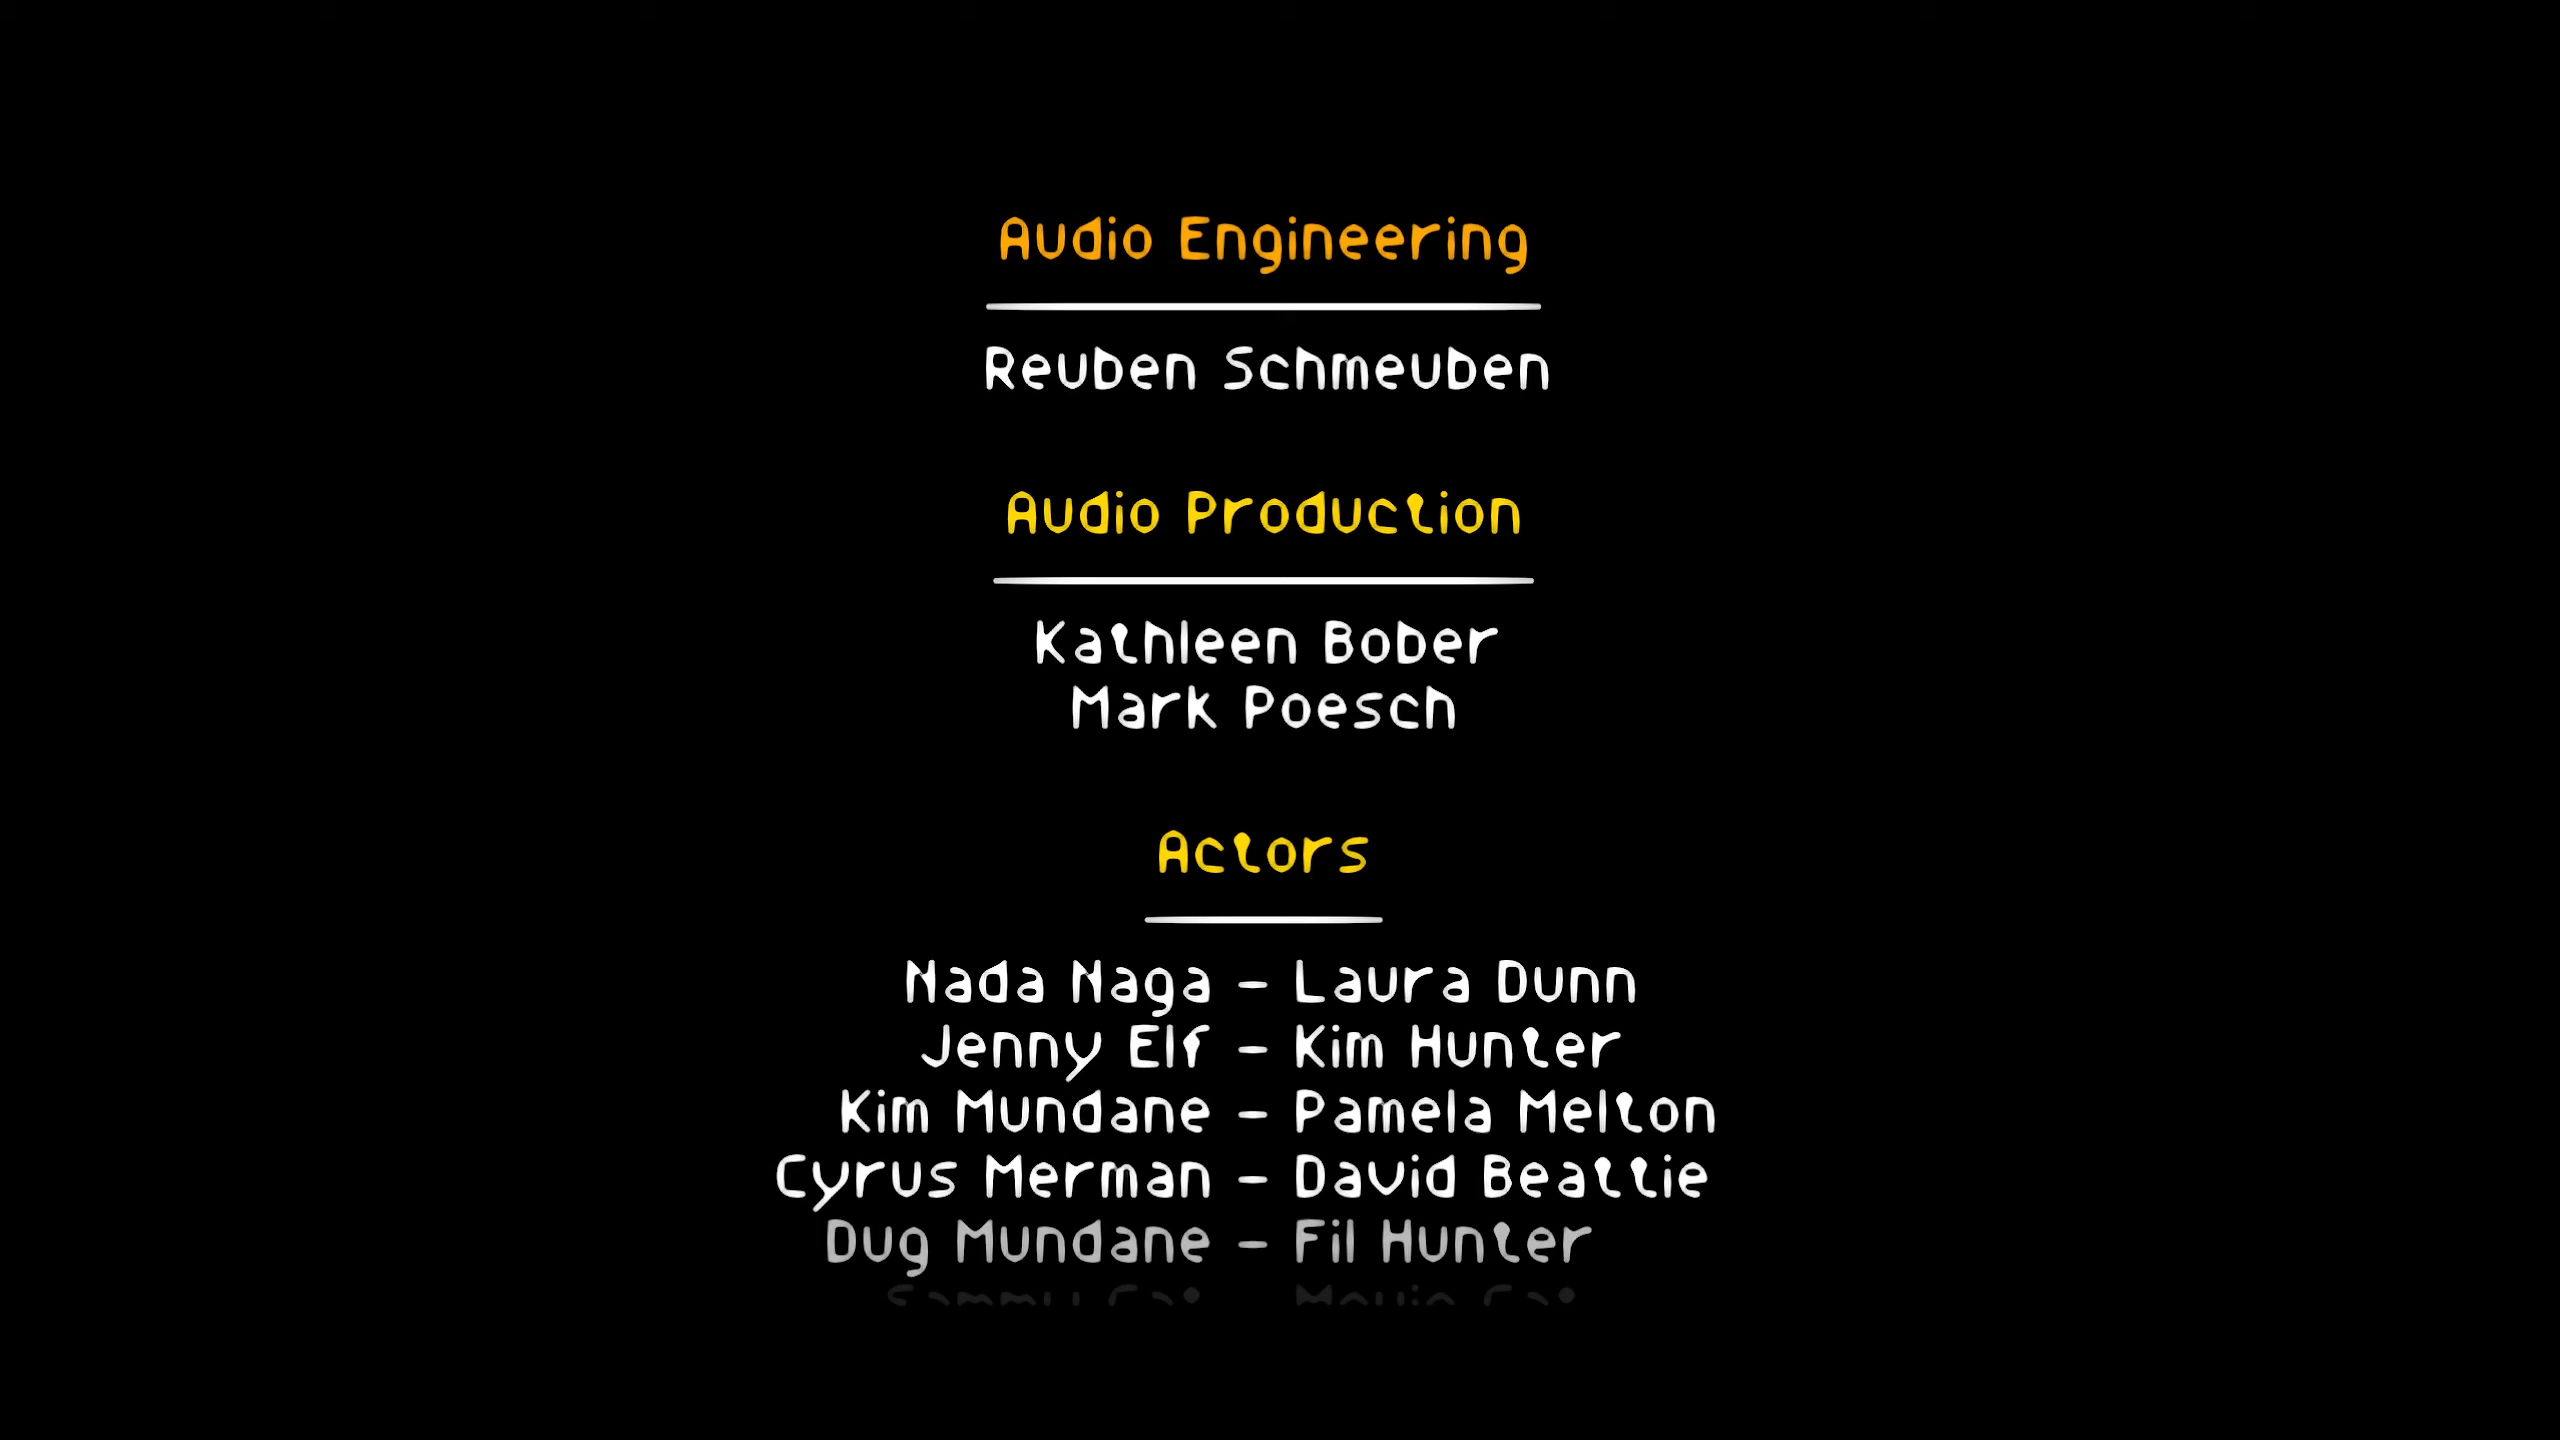 Audio Engineering
Reuben Schmeuben
Audio Production
Kathleen Bober
Mark Poesch
Actors
Nada Naga - Laura Dunn
Jenny Elf - Kim Hunter
Kim Mundane - Pamela Melton
Cyrus Merman - David Beattie
Dug Mundane - Fil Hunter